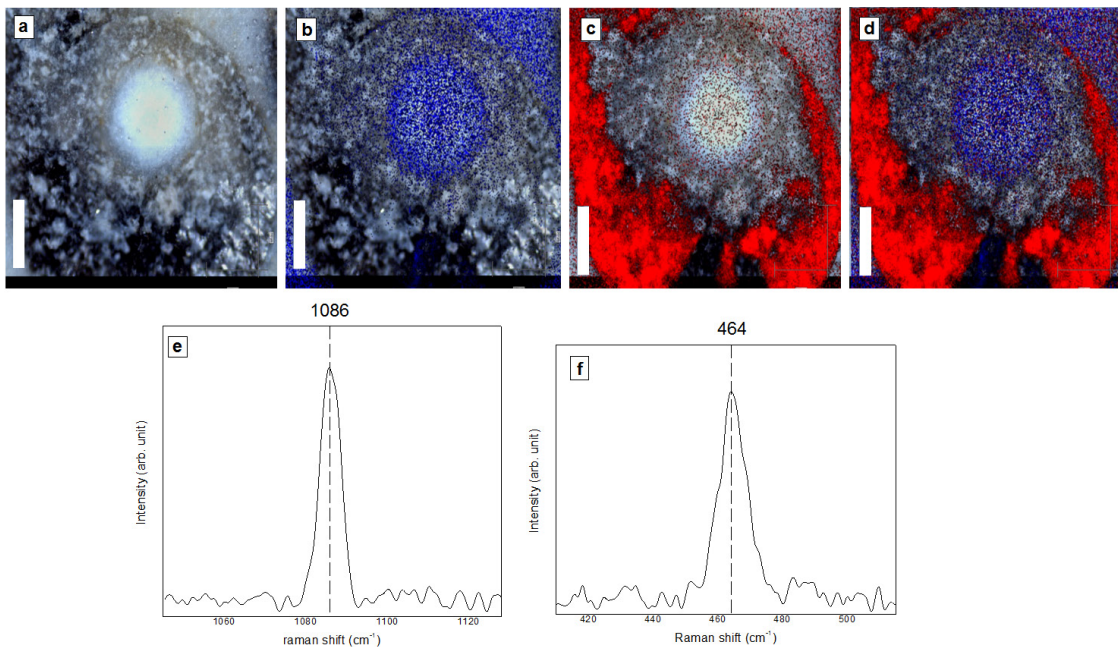 a b c d
1086
464
e
f
Intensity (arb. unit)
Intensity (arb. unit)
1060 1080 1100 1120
420 440 460 480 500
raman shift (cm⁻¹)
Raman shift (cm⁻¹)